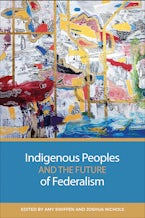 Indigenous Peoples
AND THE FUTURE
of Federalism
EDITED BY AMY SWIFFEN AND JOSHUA NICHOLS